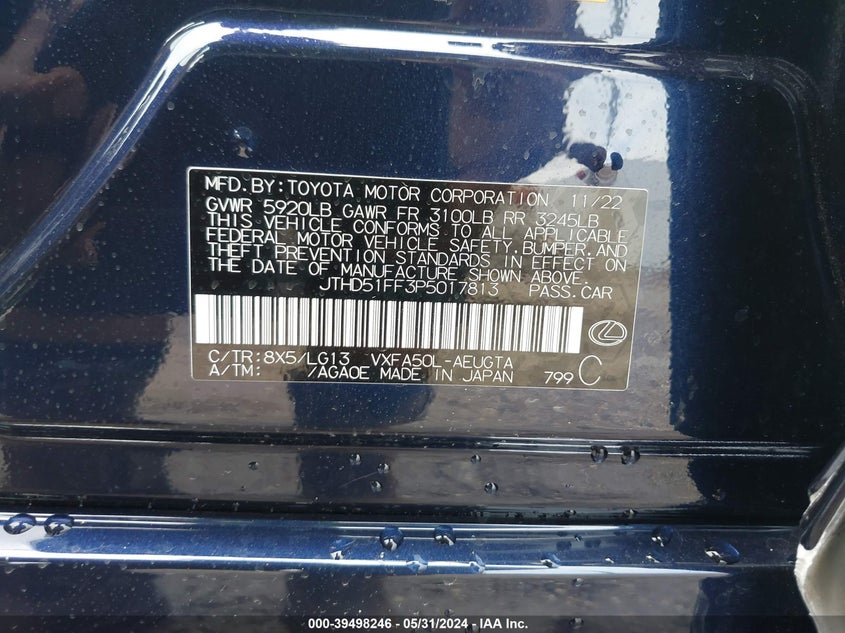 MFD.BY:TOYOTA MOTOR CORPORATION 11/22
GVWR 5920LB GAWR FR 3100LB RR 3245LB
THIS VEHICLE CONFORMS TO ALL APPLICABLE
FEDERAL MOTOR VEHICLE SAFETY,BUMPER,AND
THEFT PREVENTION STANDARDS IN EFFECT ON
THE DATE OF MANUFACTURE SHOWN ABOVE.
JTHD51FF3P5017813 PASS.CAR
C/TR:8X5/LG13 VXFA50L-AEUGTA
A/TM: /AGA0E MADE IN JAPAN 799 C
000-39498246 - 05/31/2024 - © IAA Inc.